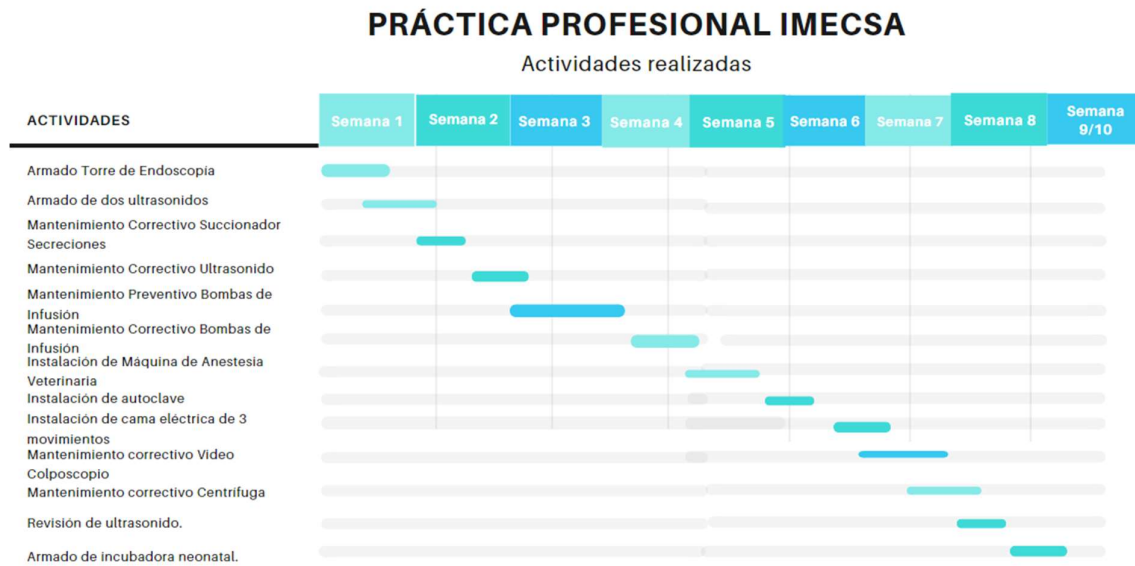 PRÁCTICA PROFESIONAL IMECSA
Actividades realizadas
ACTIVIDADES
Semana 1
Semana 2
Semana 3
Semana 4
Semana 5
Semana 6
Semana 7
Semana 8
Semana
9/10
Armado Torre de Endoscopía
Armado de dos ultrasonidos
Mantenimiento Correctivo Succionador
Secreciones
Mantenimiento Correctivo Ultrasonido
Mantenimiento Preventivo Bombas de
Infusión
Mantenimiento Correctivo Bombas de
Infusión
Instalación de Máquina de Anestesia
Veterinaria
Instalación de autoclave
Instalación de cama eléctrica de 3
movimientos
Mantenimiento correctivo Video
Colposcopio
Mantenimiento correctivo Centrífuga
Revisión de ultrasonido.
Armado de incubadora neonatal.